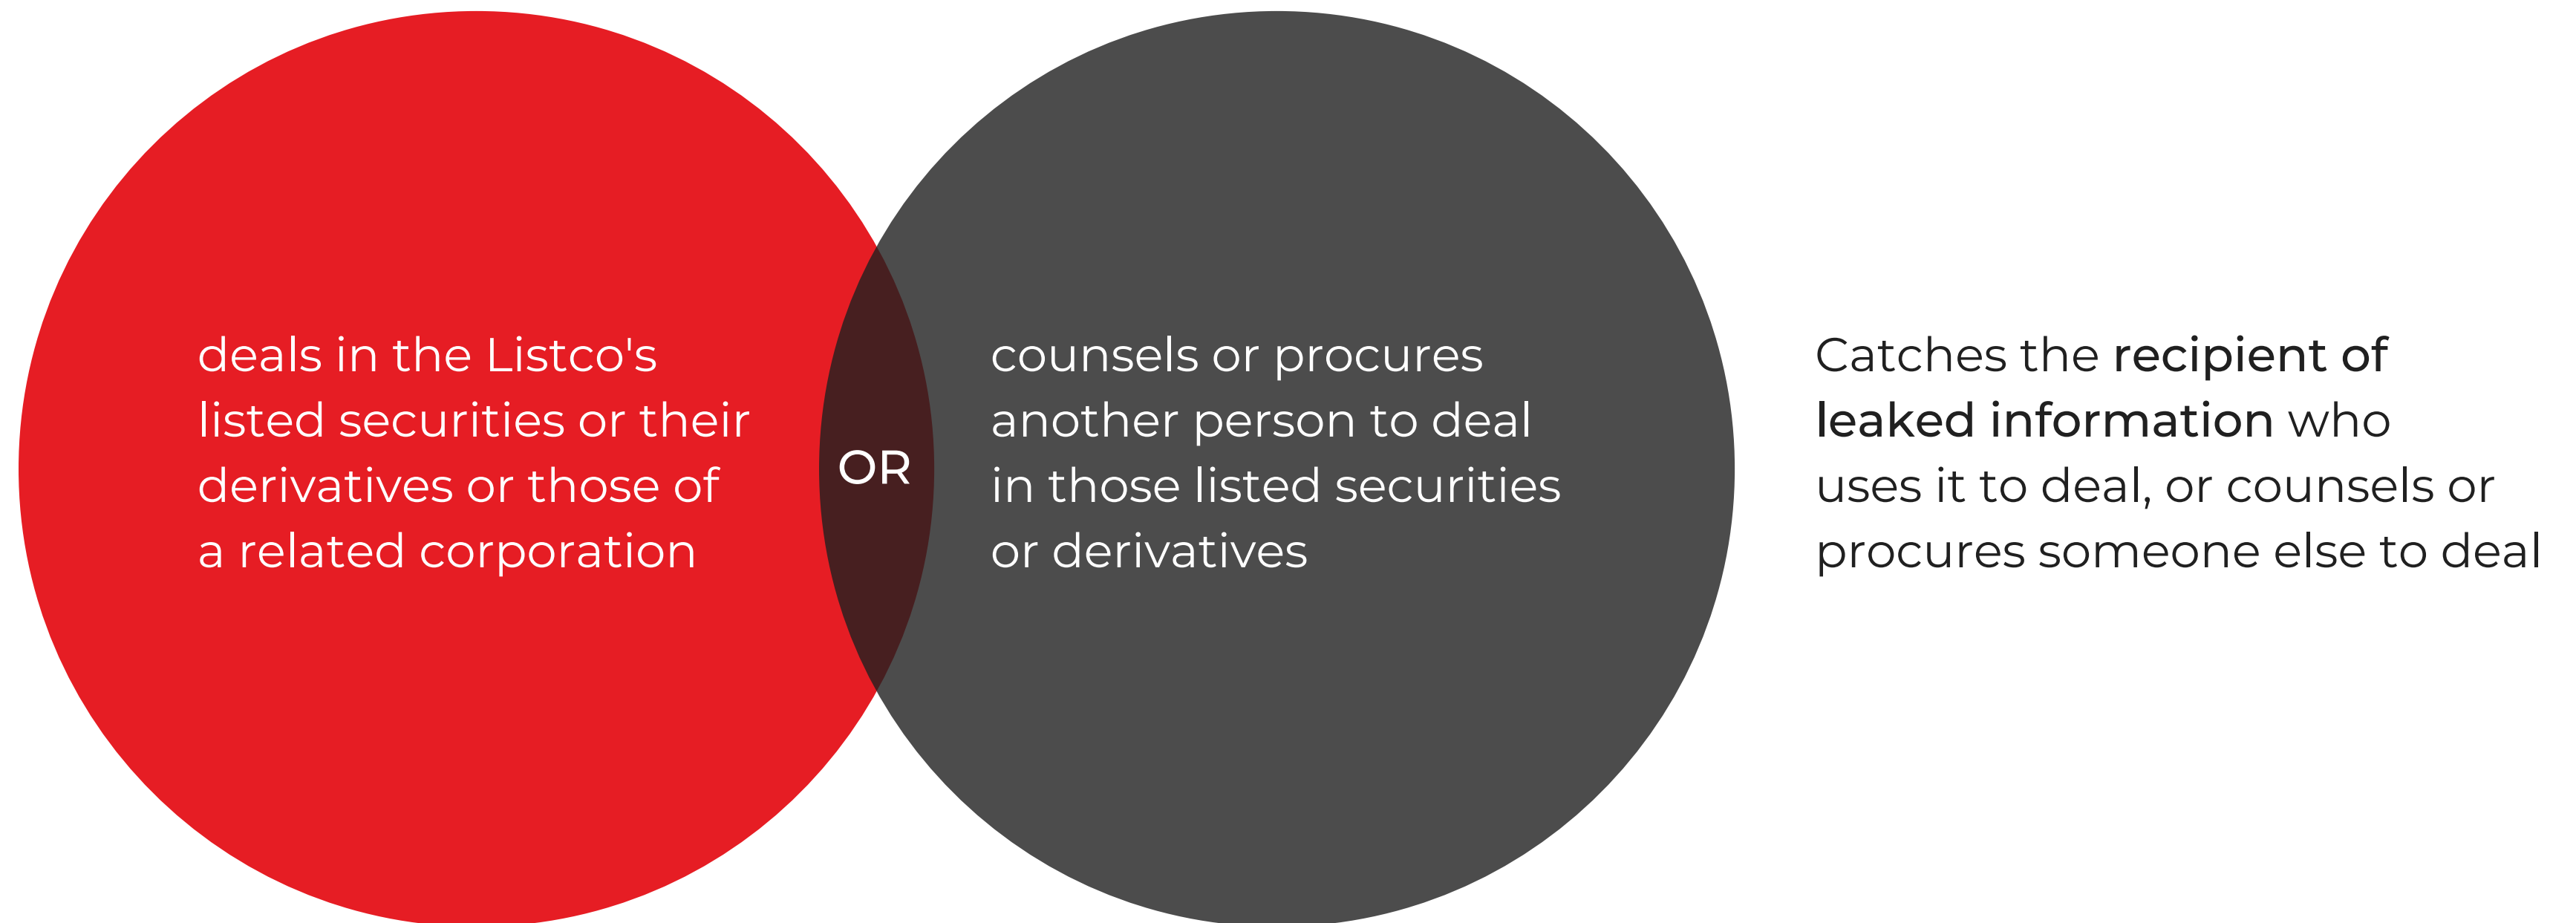 deals in the Listco's
listed securities or their
derivatives or those of
a related corporation
OR
counsels or procures
another person to deal
in those listed securities
or derivatives
Catches the recipient of
leaked information who
uses it to deal, or counsels or
procures someone else to deal